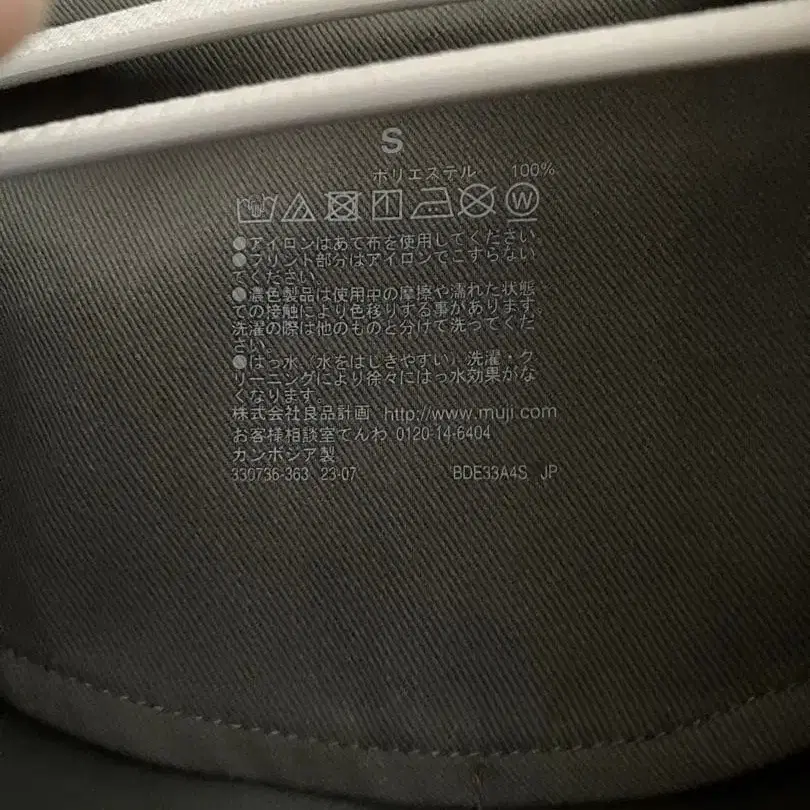 S
ポリエステル 100%
W
●アイロンはあて布を使用してください。
●プリント部分はアイロンでこすらない
でください。
●濃色製品は使用中の摩擦や濡れた状態
での接触により色移りする事があります。
洗濯の際は他のものと分けて洗ってくだ
さい。
●はっ水（水をはじきやすい）洗濯・ク
リーニングにより徐々にはっ水効果がな
くなります。
株式会社良品計画 http://www.muji.com
お客様相談室でんわ 0120-14-6404
カンボジア製
330736-363 23-07 BDE33A4S JP